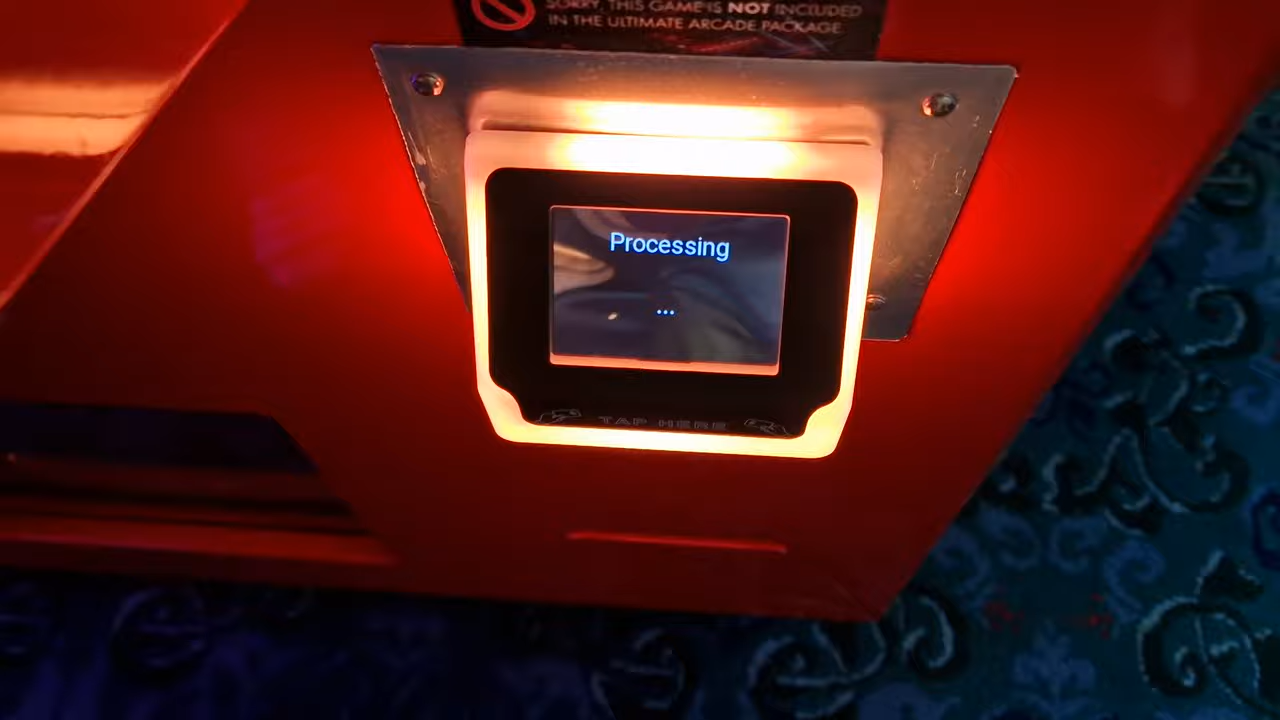 SORRY, THIS GAME IS NOT INCLUDED
IN THE ULTIMATE ARCADE PACKAGE
Processing
...
TAP HERE